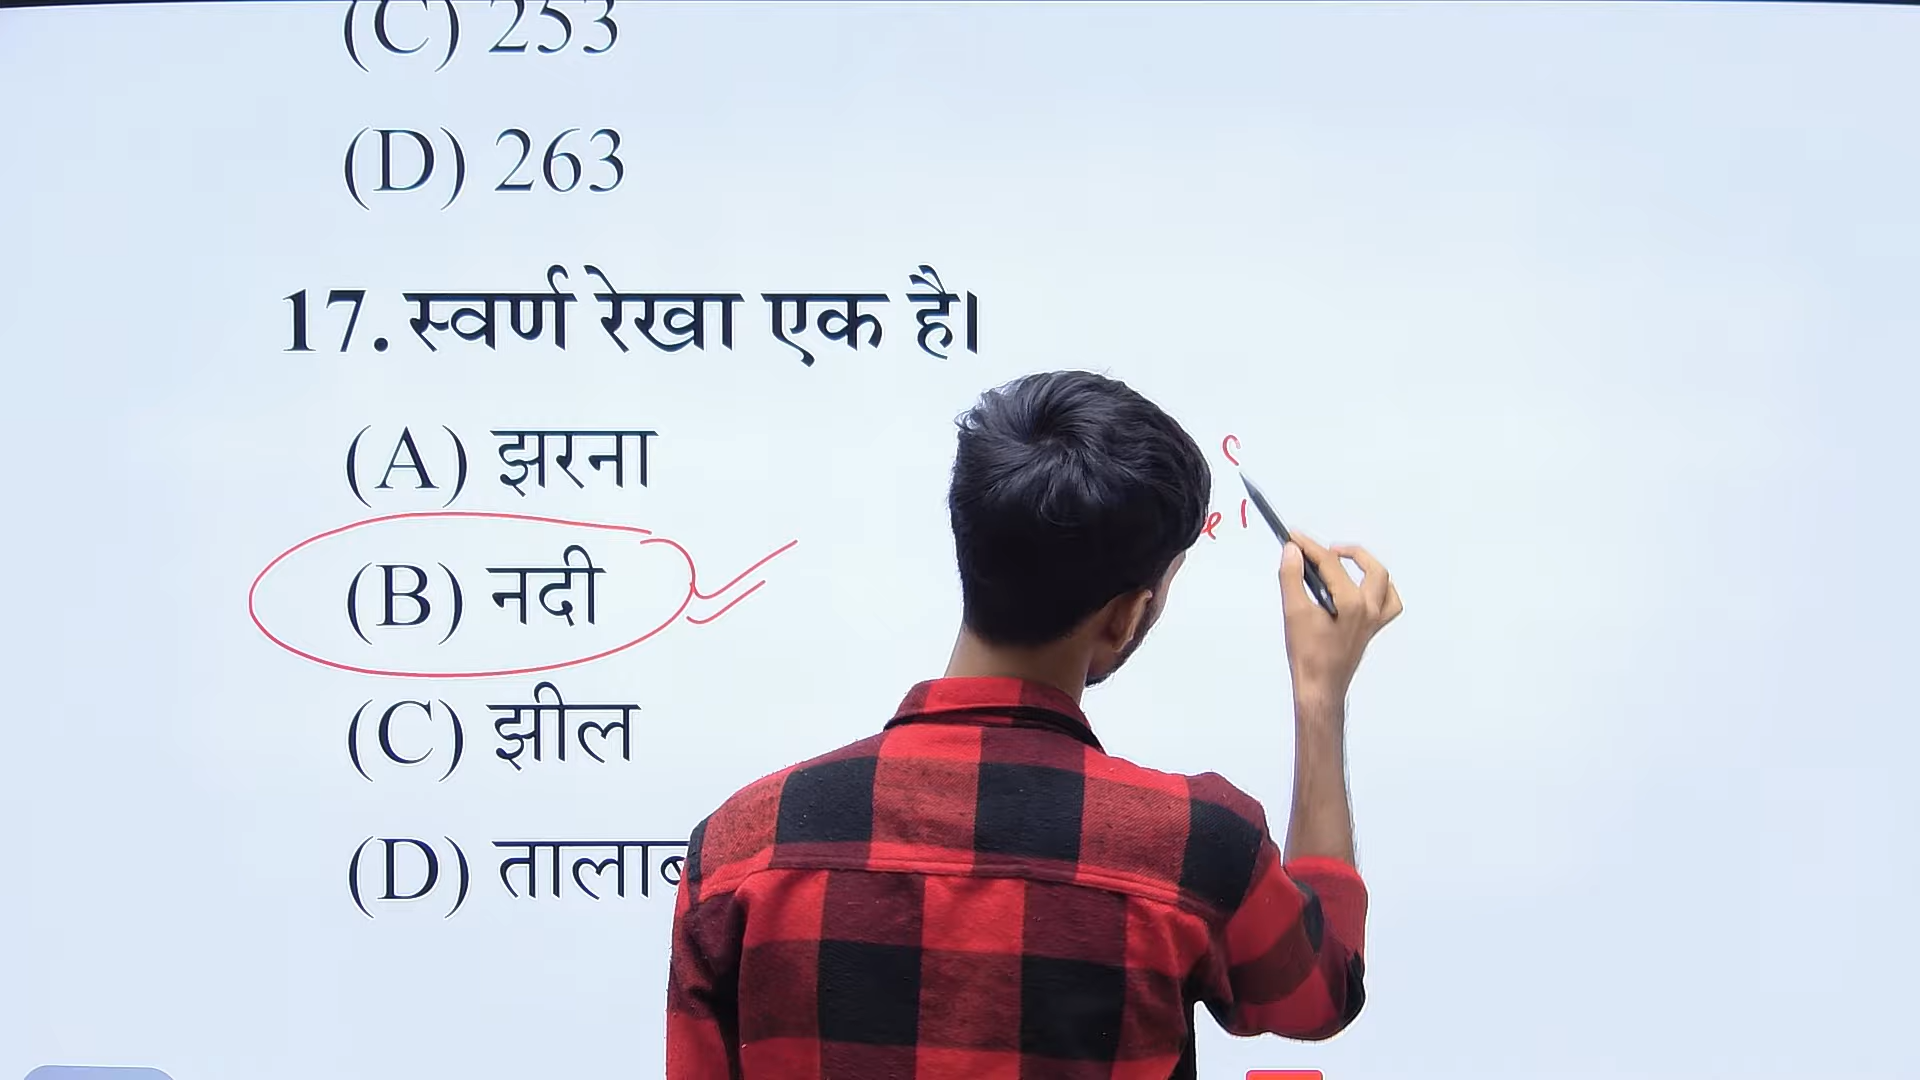 (C) 253
(D) 263
17. स्वर्ण रेखा एक है।
(A) झरना
(B) नदी
(C) झील
(D) तालाब